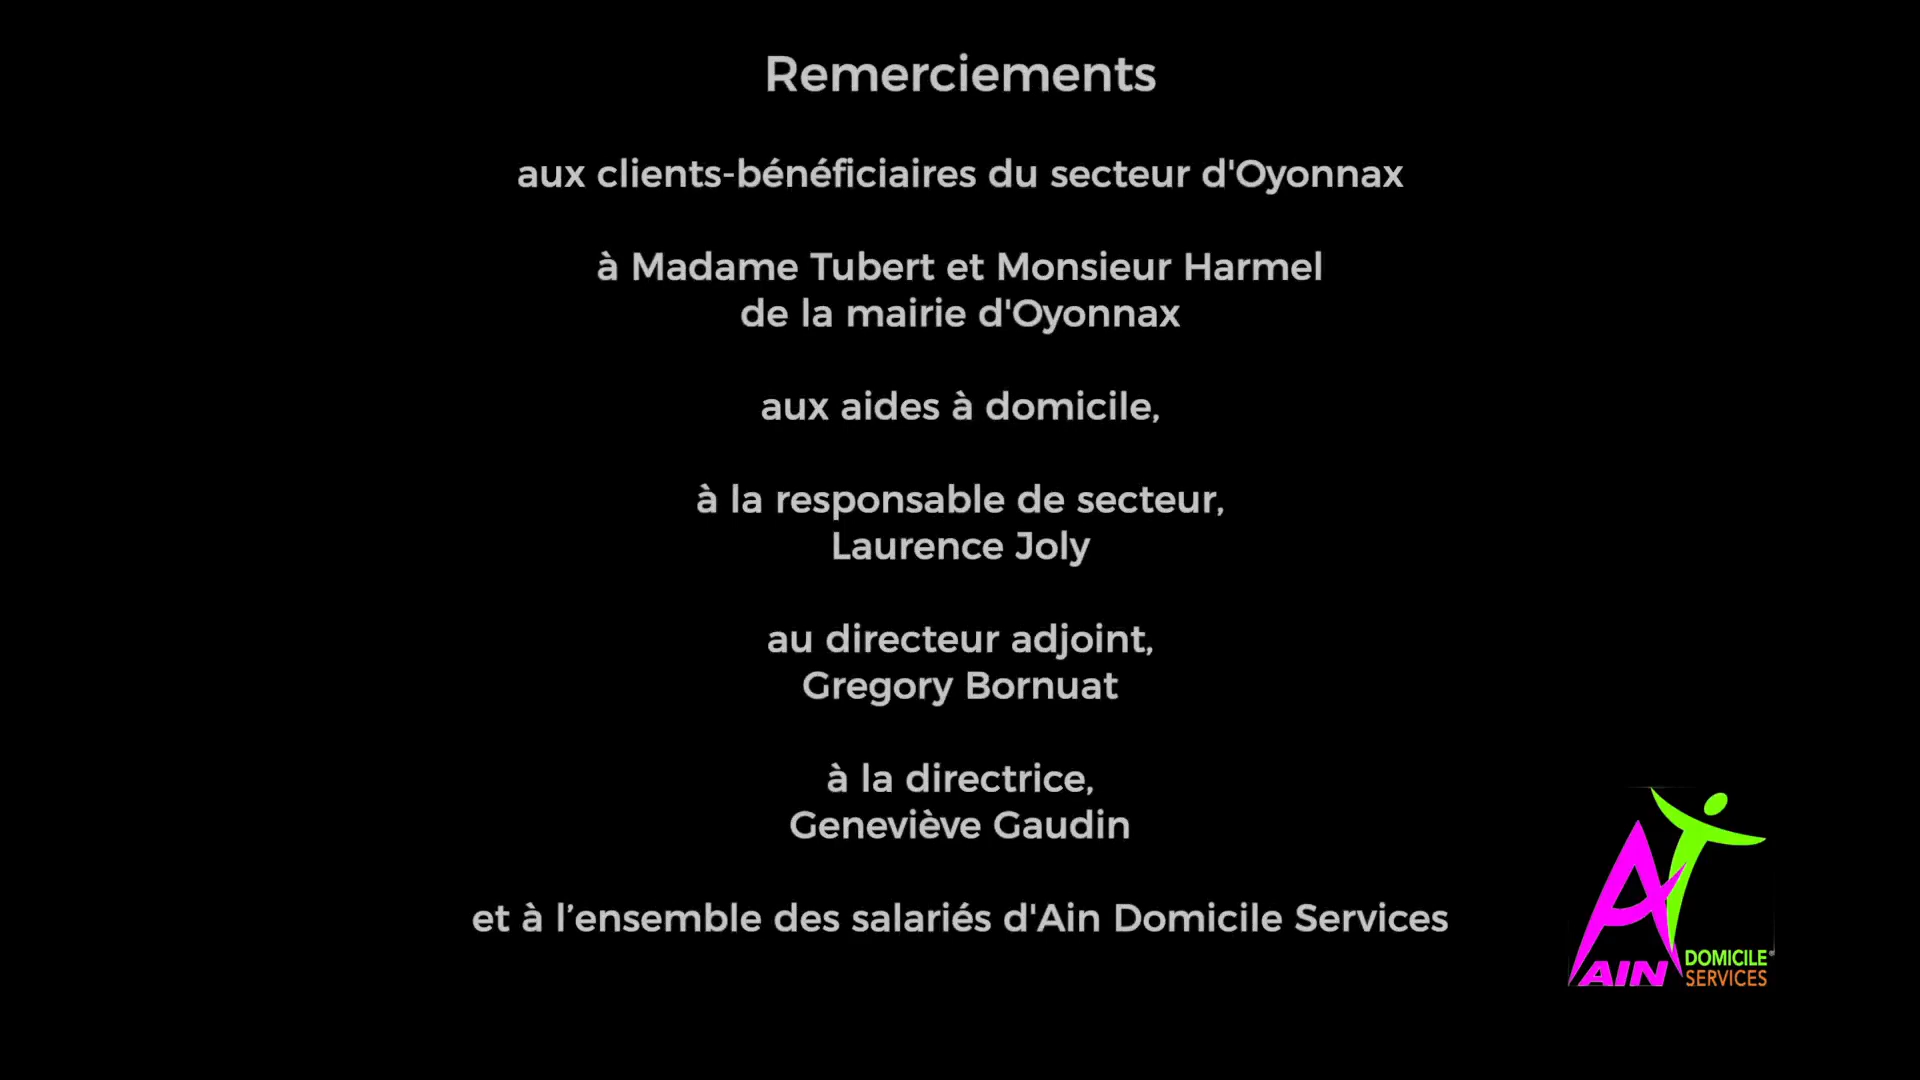 Remerciements
aux clients-bénéficiaires du secteur d'Oyonnax
à Madame Tubert et Monsieur Harmel
de la mairie d'Oyonnax
aux aides à domicile,
à la responsable de secteur,
Laurence Joly
au directeur adjoint,
Gregory Bornuat
à la directrice,
Geneviève Gaudin
et à l’ensemble des salariés d'Ain Domicile Services
AIN DOMICILE®
SERVICES